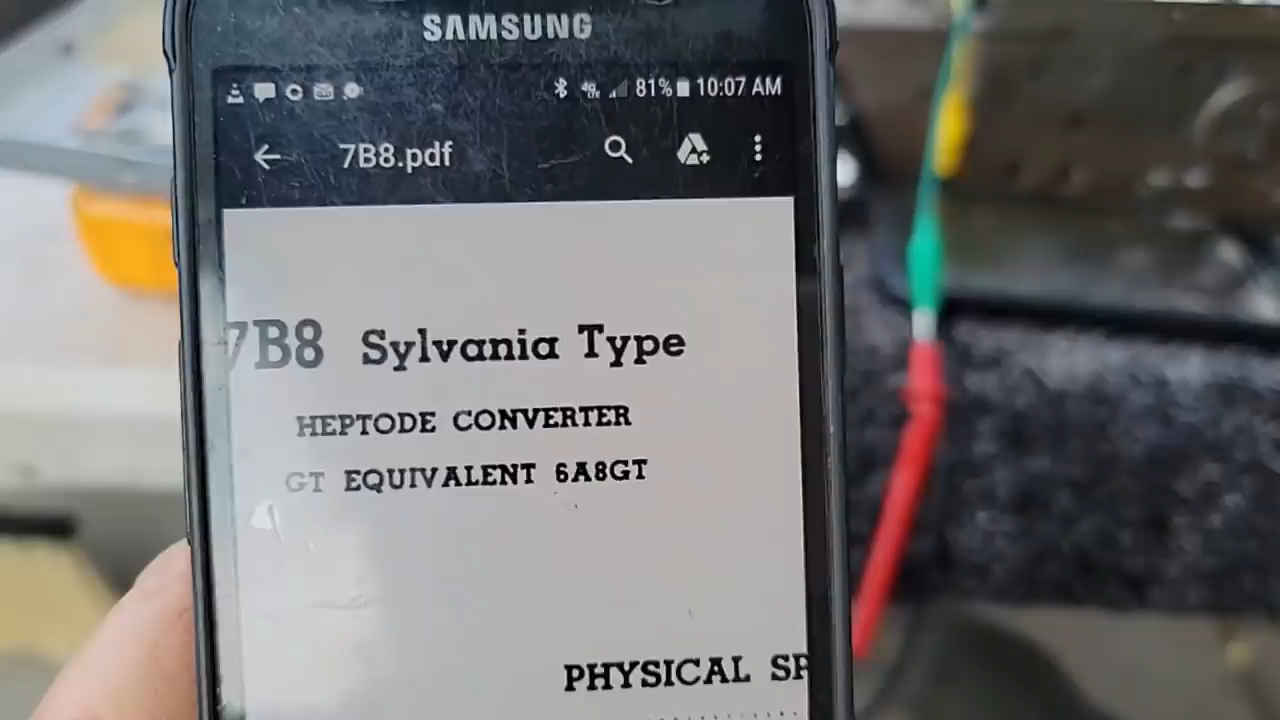 SAMSUNG
81% 10:07 AM
7B8.pdf
7B8 Sylvania Type
HEPTODE CONVERTER
GT EQUIVALENT 6A8GT
PHYSICAL SP